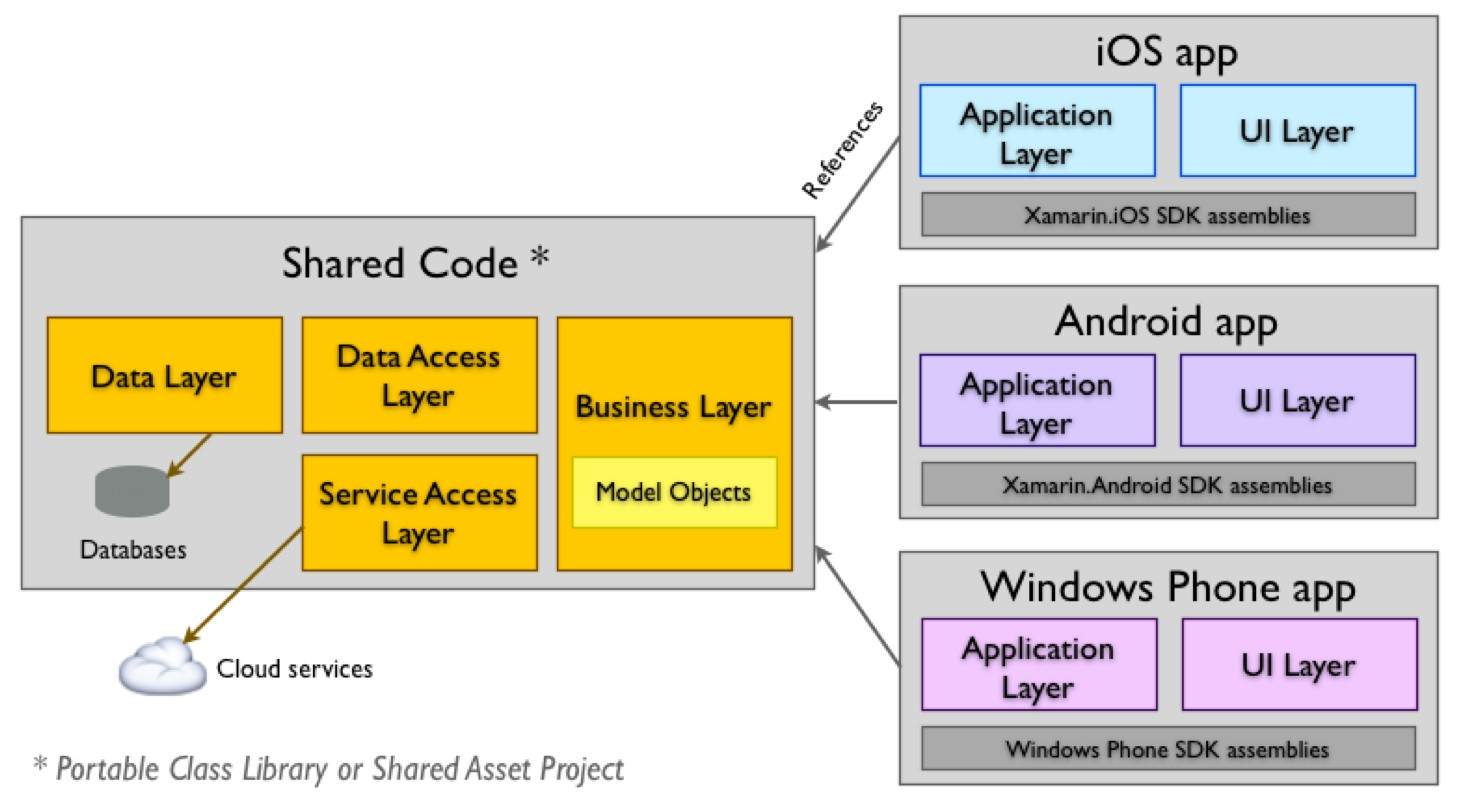 iOS app
Application
Layer
UI Layer
Xamarin.iOS SDK assemblies
References
Shared Code *
Data Layer
Data Access
Layer
Business Layer
Model Objects
Service Access
Layer
Databases
Cloud services
Android app
Application
Layer
UI Layer
Xamarin.Android SDK assemblies
Windows Phone app
Application
Layer
UI Layer
Windows Phone SDK assemblies
* Portable Class Library or Shared Asset Project